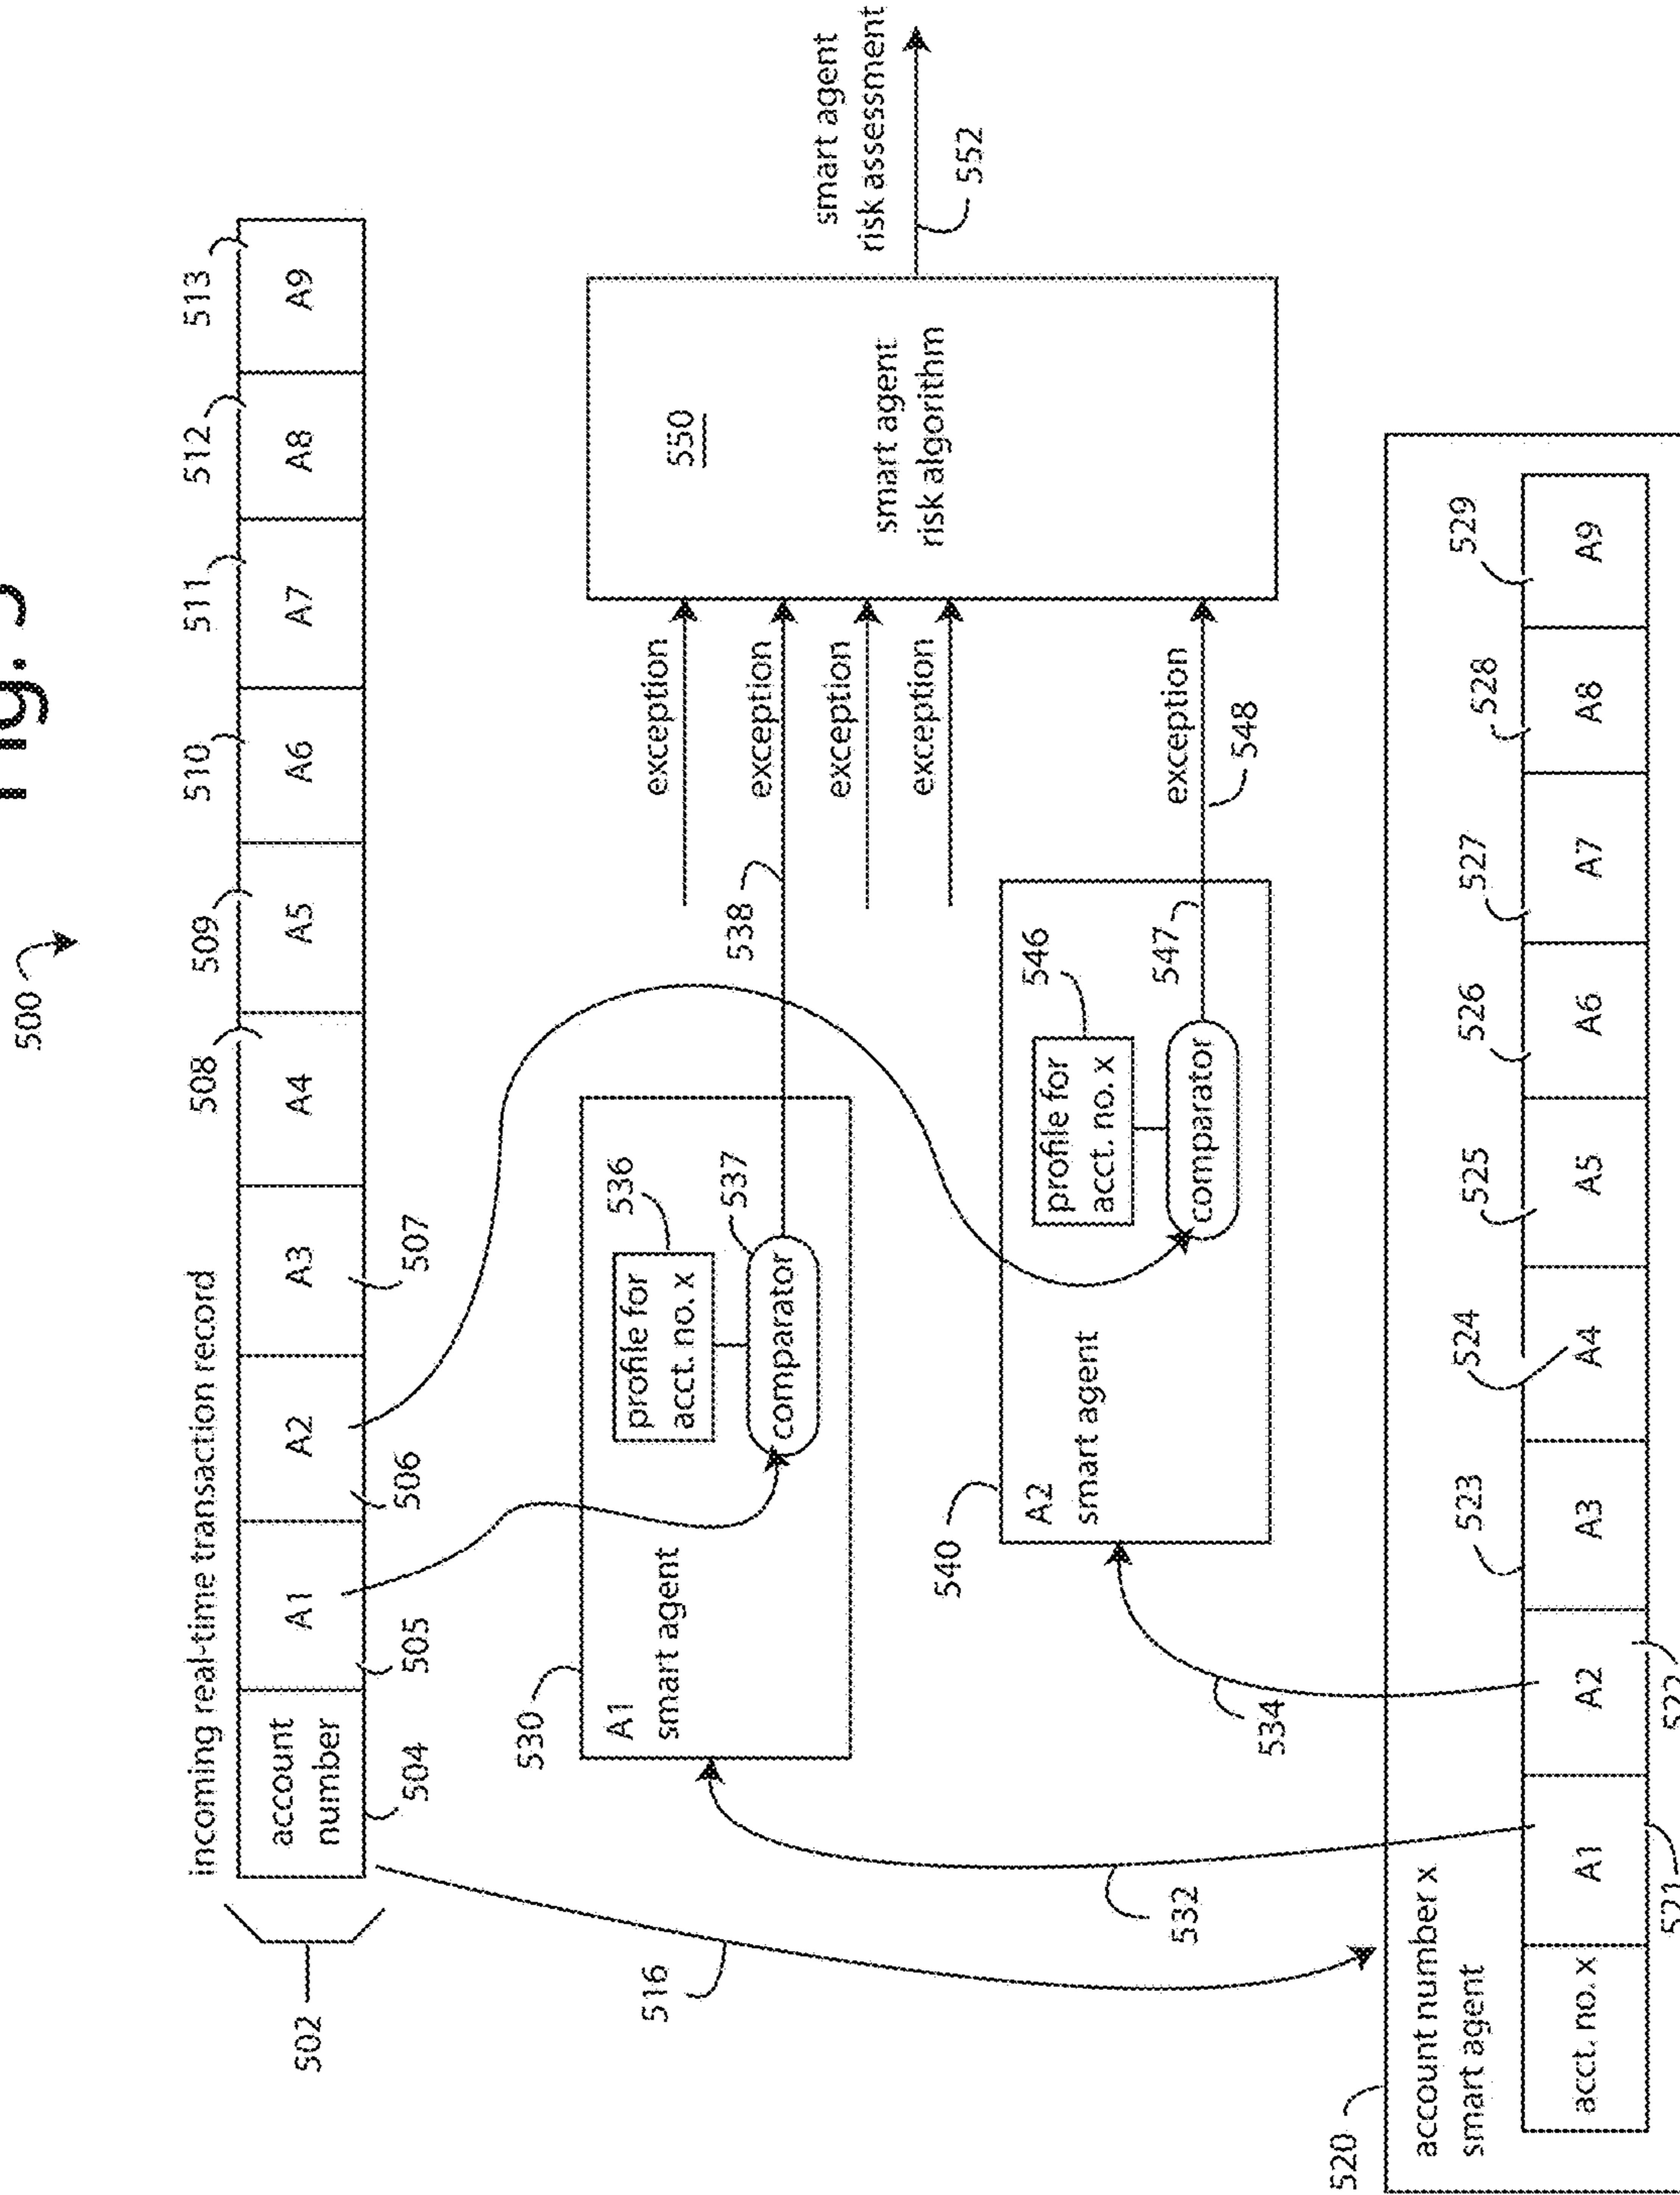 Fig. 5
500
incoming real-time transaction record
502
account
number
A1
A2
A3
A4
A5
A6
A7
A8
A9
504
505
506
507
508
509
510
511
512
513
516
530
A1
smart agent
profile for
acct. no. x
536
comparator
537
538
540
A2
smart agent
profile for
acct. no. x
546
comparator
547
548
exception
exception
exception
exception
exception
550
smart agent
risk algorithm
smart agent
risk assessment
552
532
534
520
account number x
smart agent
acct. no. x
A1
A2
A3
A4
A5
A6
A7
A8
A9
521
522
523
524
525
526
527
528
529